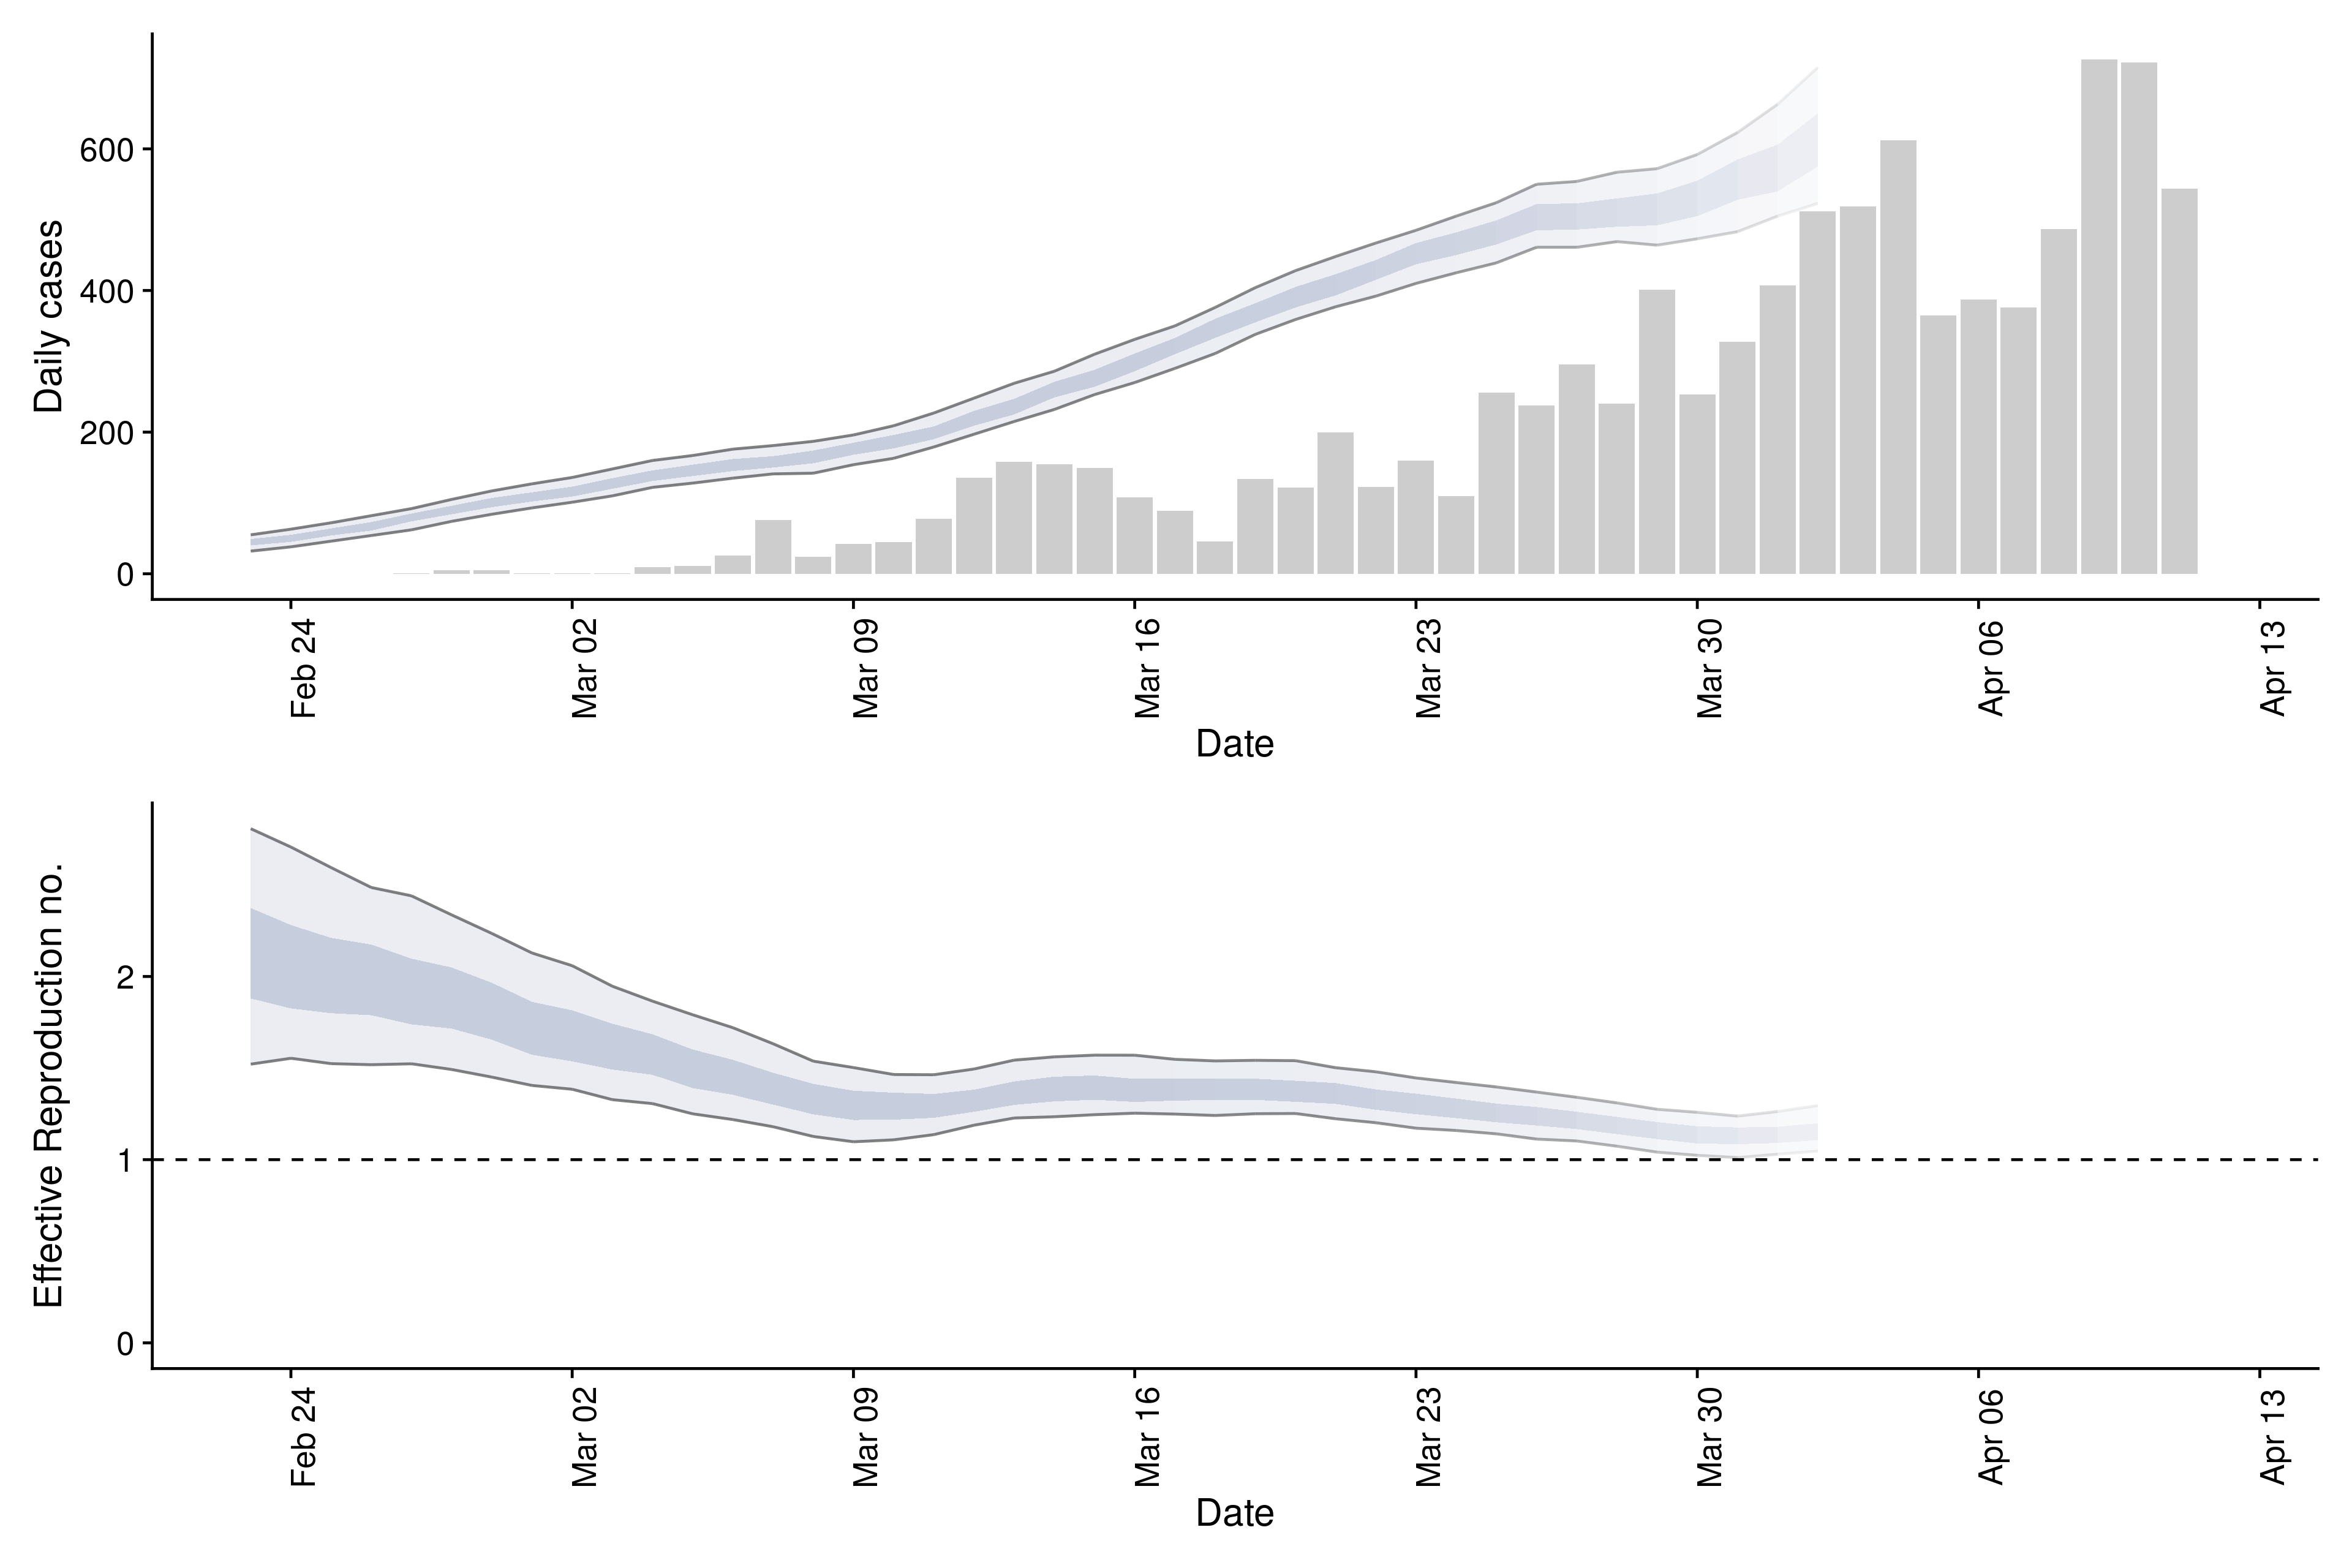 Daily cases
600
400
200
0
Feb 24
Mar 02
Mar 09
Mar 16
Mar 23
Mar 30
Apr 06
Apr 13
Date
Effective Reproduction no.
2
1
0
Feb 24
Mar 02
Mar 09
Mar 16
Mar 23
Mar 30
Apr 06
Apr 13
Date